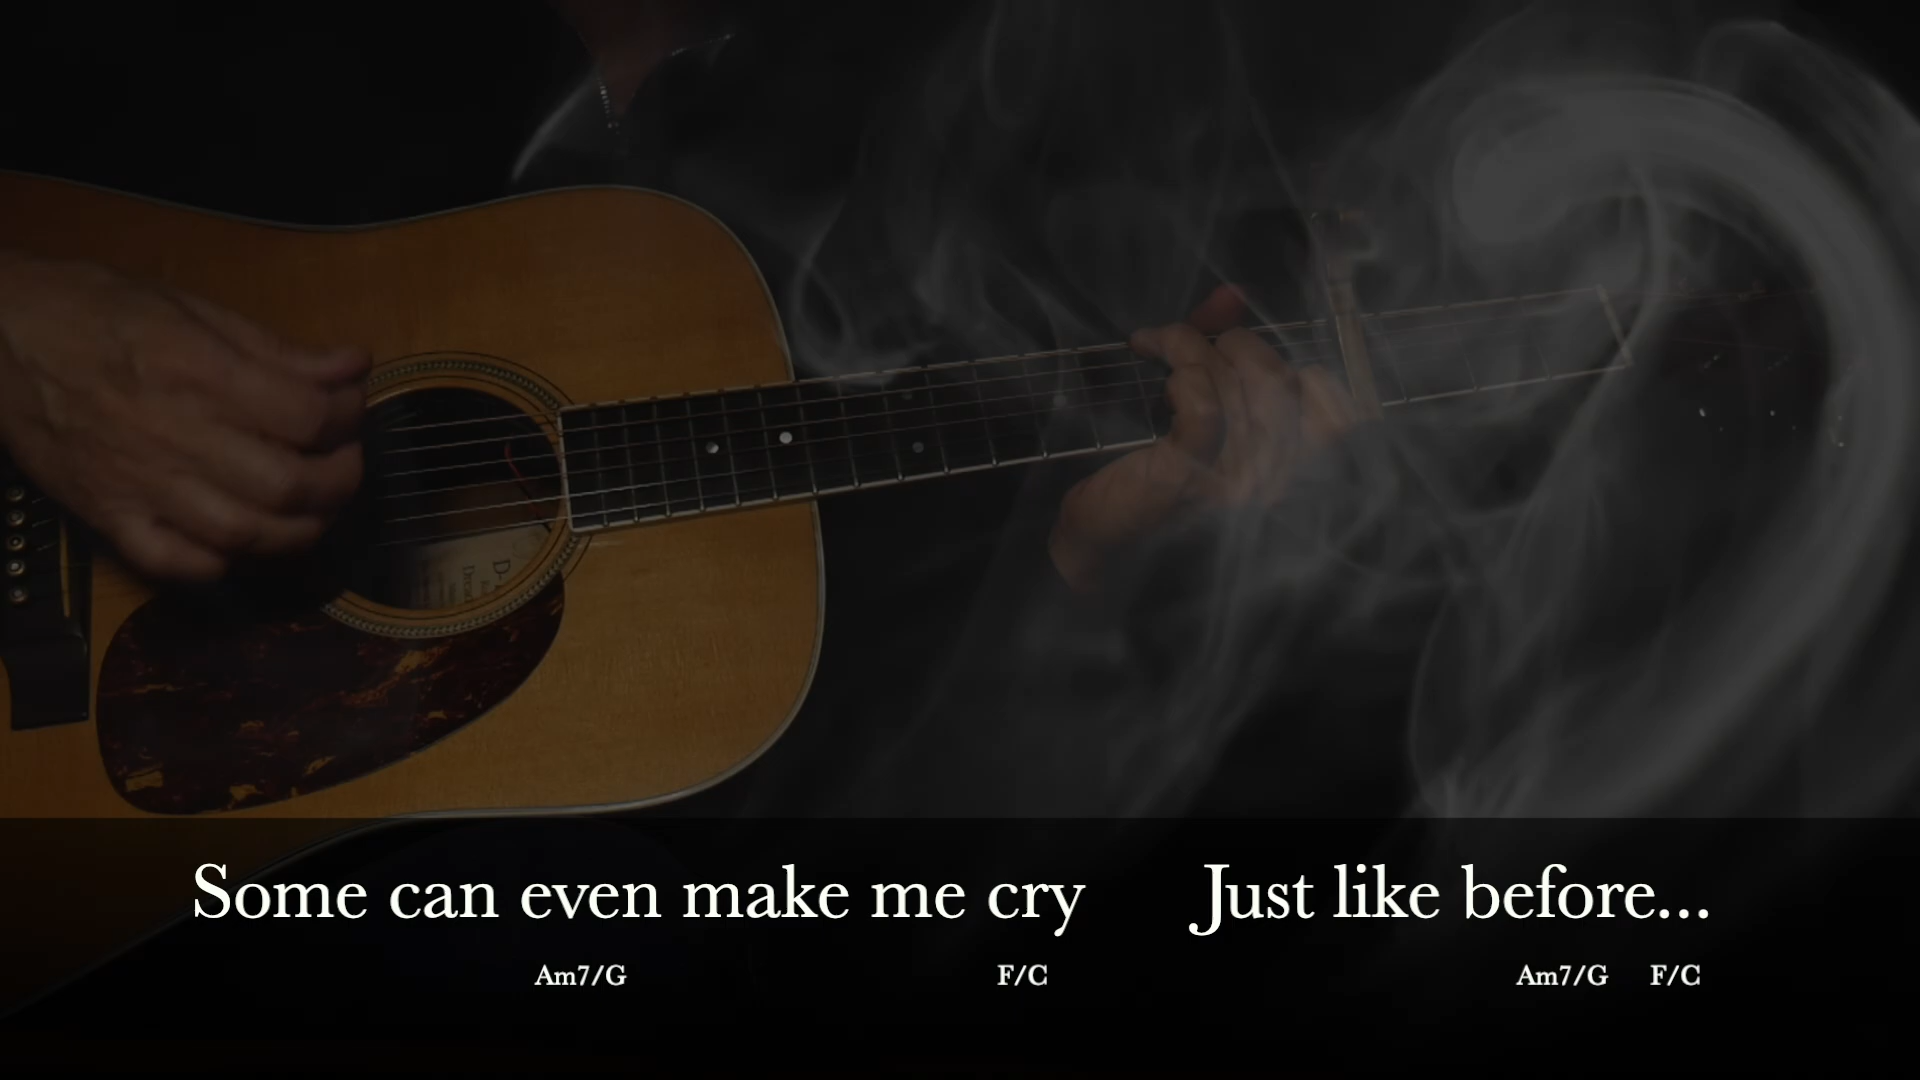 Some can even make me cry Just like before...
Am7/G F/C Am7/G F/C
D-